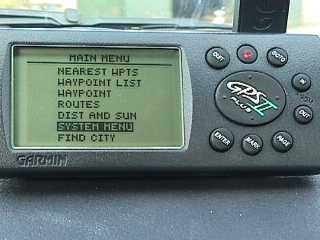 MAIN MENU
NEAREST WPTS
WAYPOINT LIST
WAYPOINT
ROUTES
DIST AND SUN
SYSTEM MENU
FIND CITY
GARMIN
QUIT
GOTO
GPS II
PLUS
IN
OUT
ENTER
MARK
PAGE